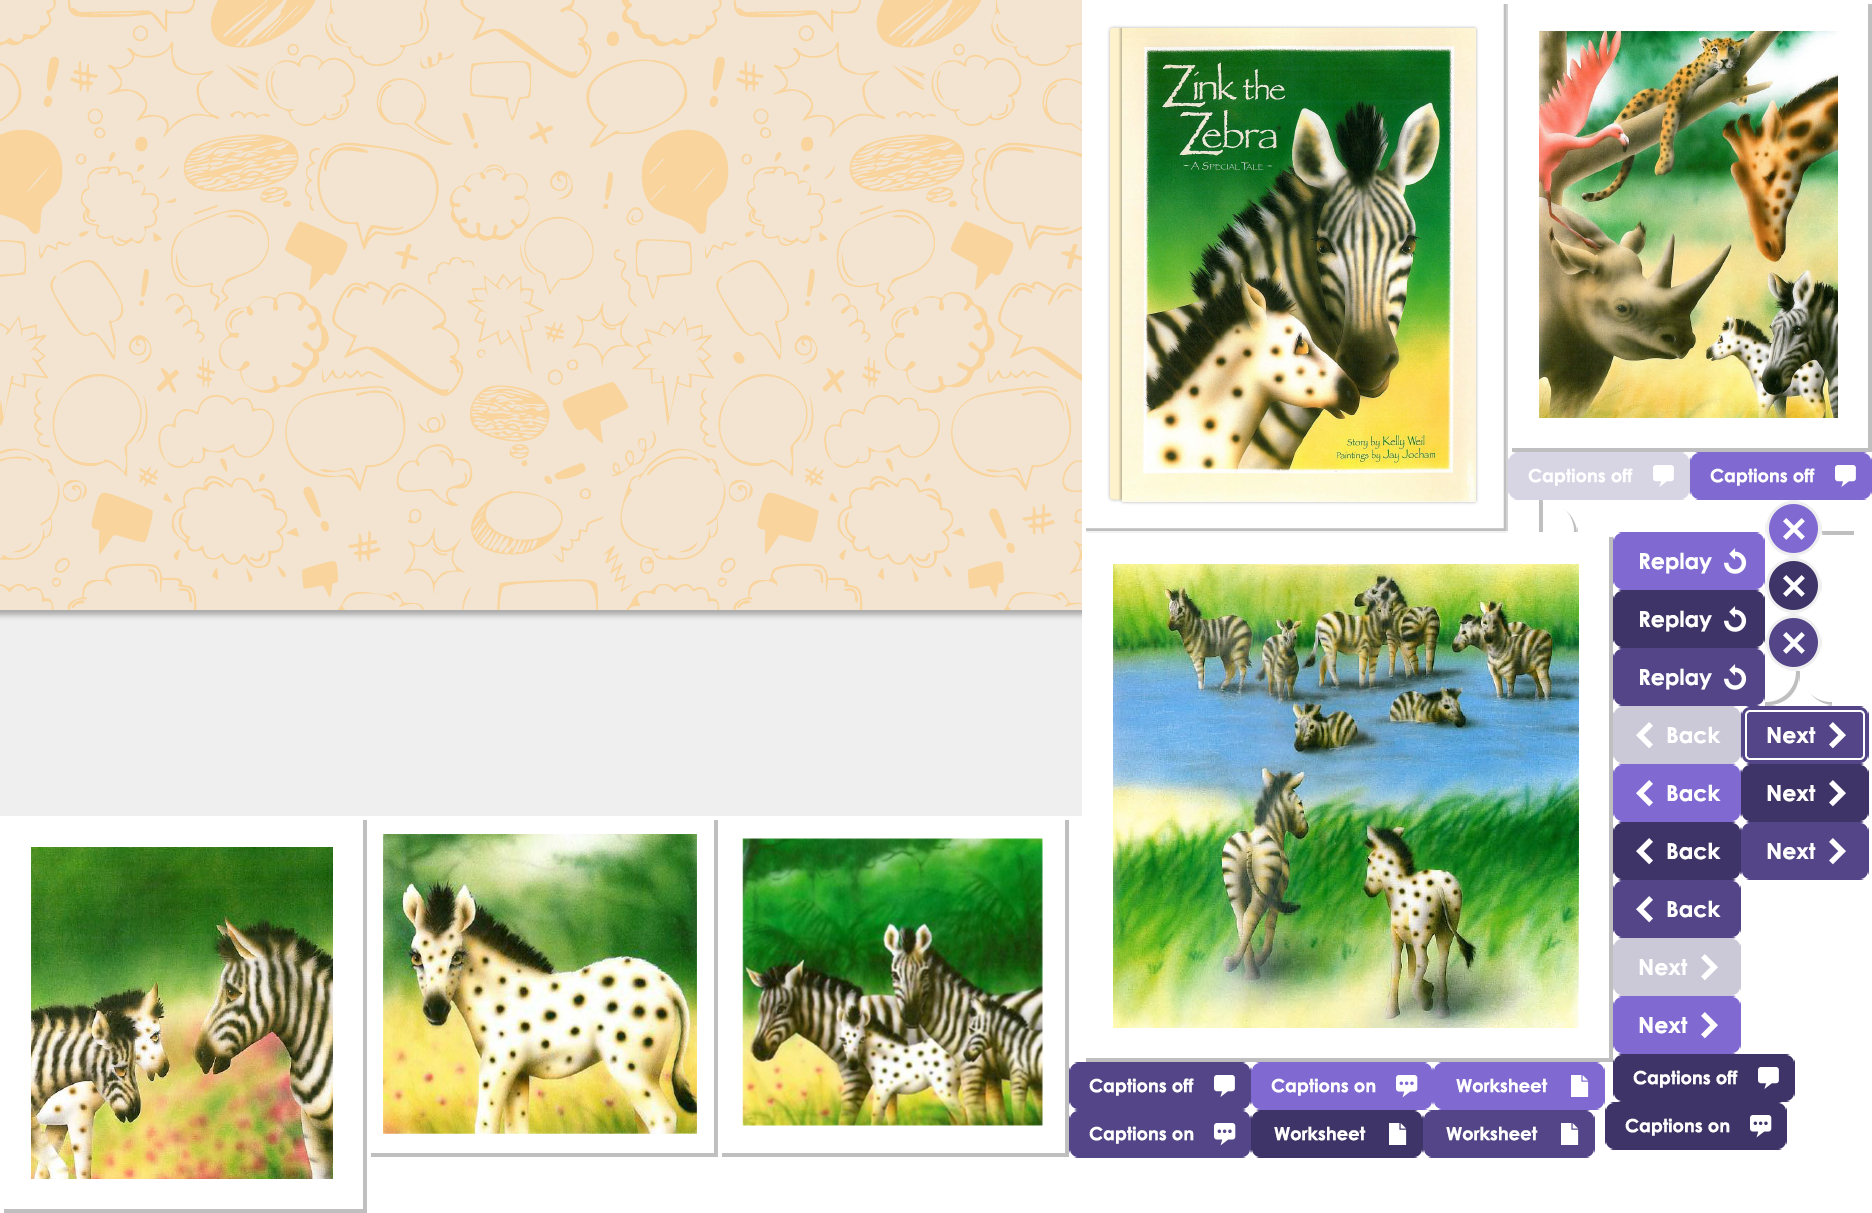 Zink the
Zebra
~ A Special Tale ~
Story by Kelly Weil
Paintings by Jay Jocham
Captions off
Captions off
Replay
Replay
Replay
Back
Next
Back
Next
Back
Next
Back
Next
Next
Captions off
Captions on
Worksheet
Captions off
Captions on
Worksheet
Worksheet
Captions on